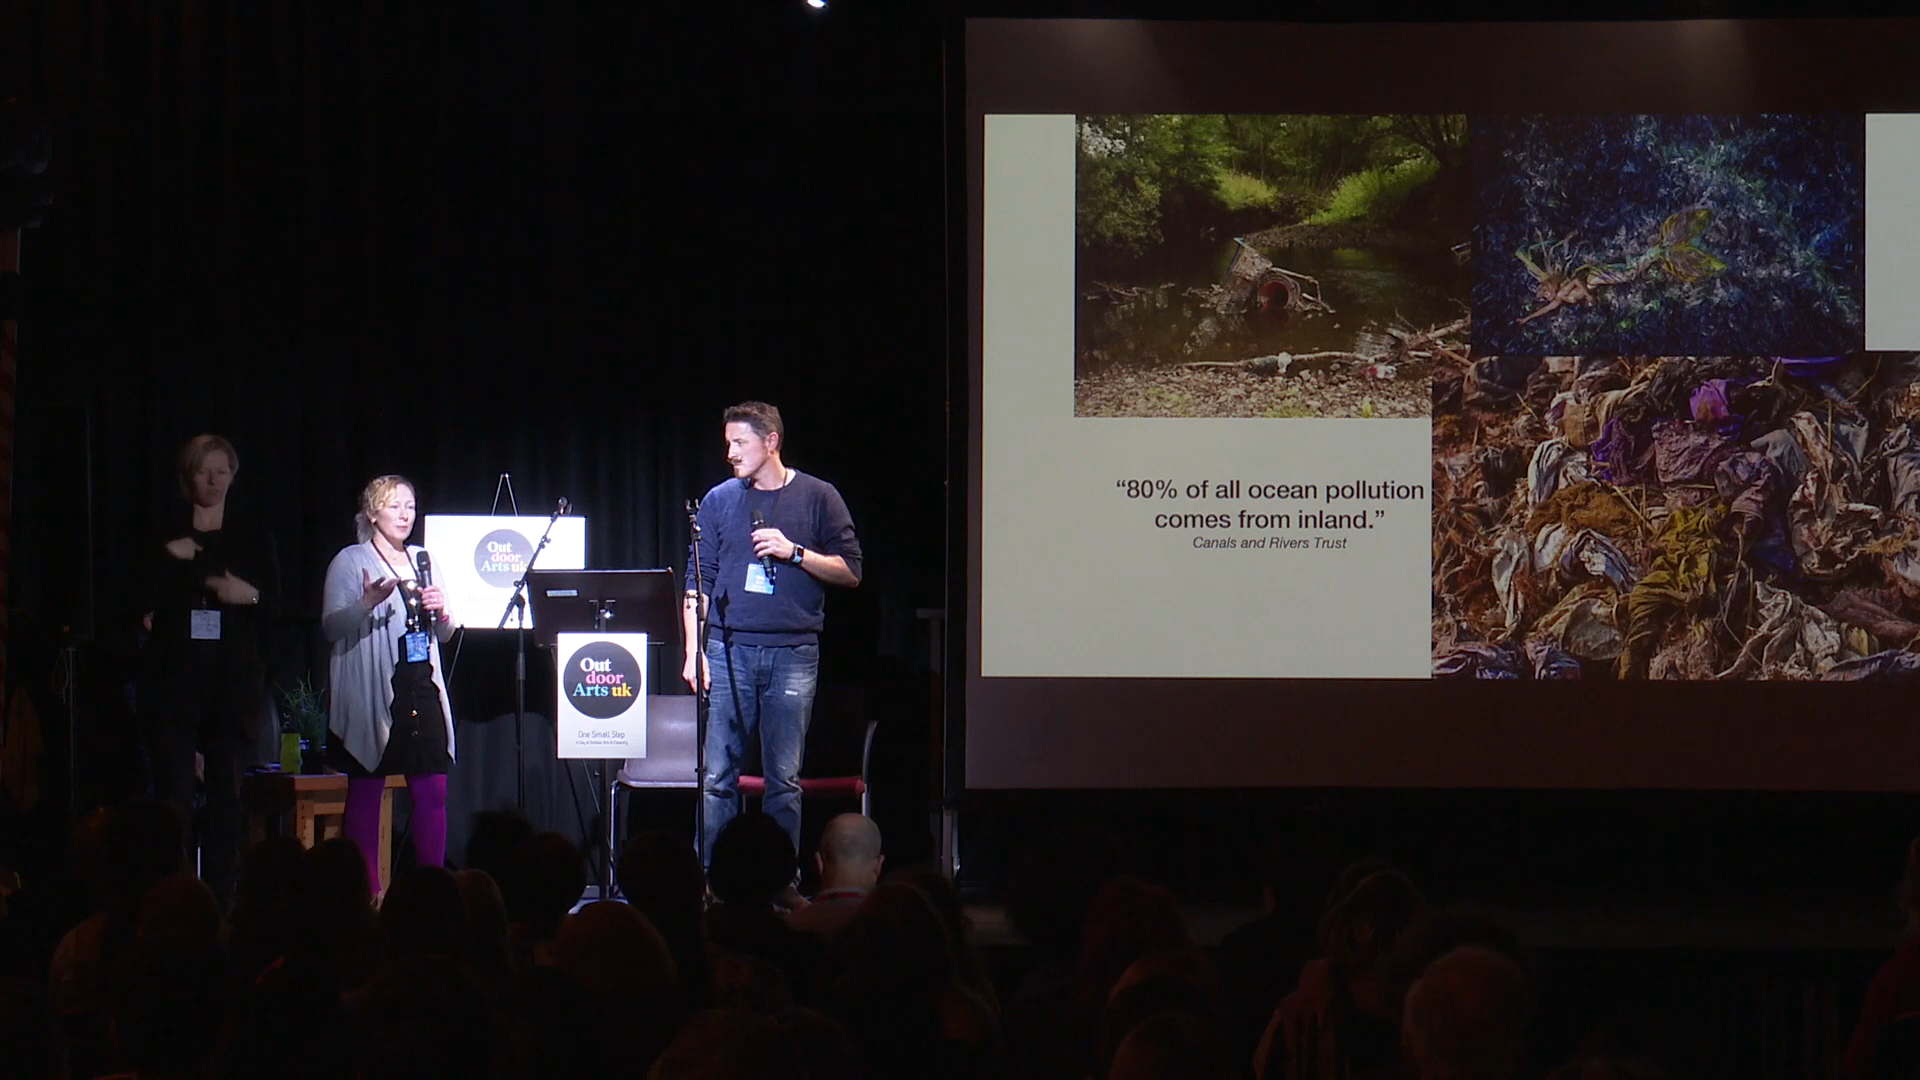 Out
door
Arts uk
Out
door
Arts uk
One Small Step
“80% of all ocean pollution
comes from inland.”
Canals and Rivers Trust